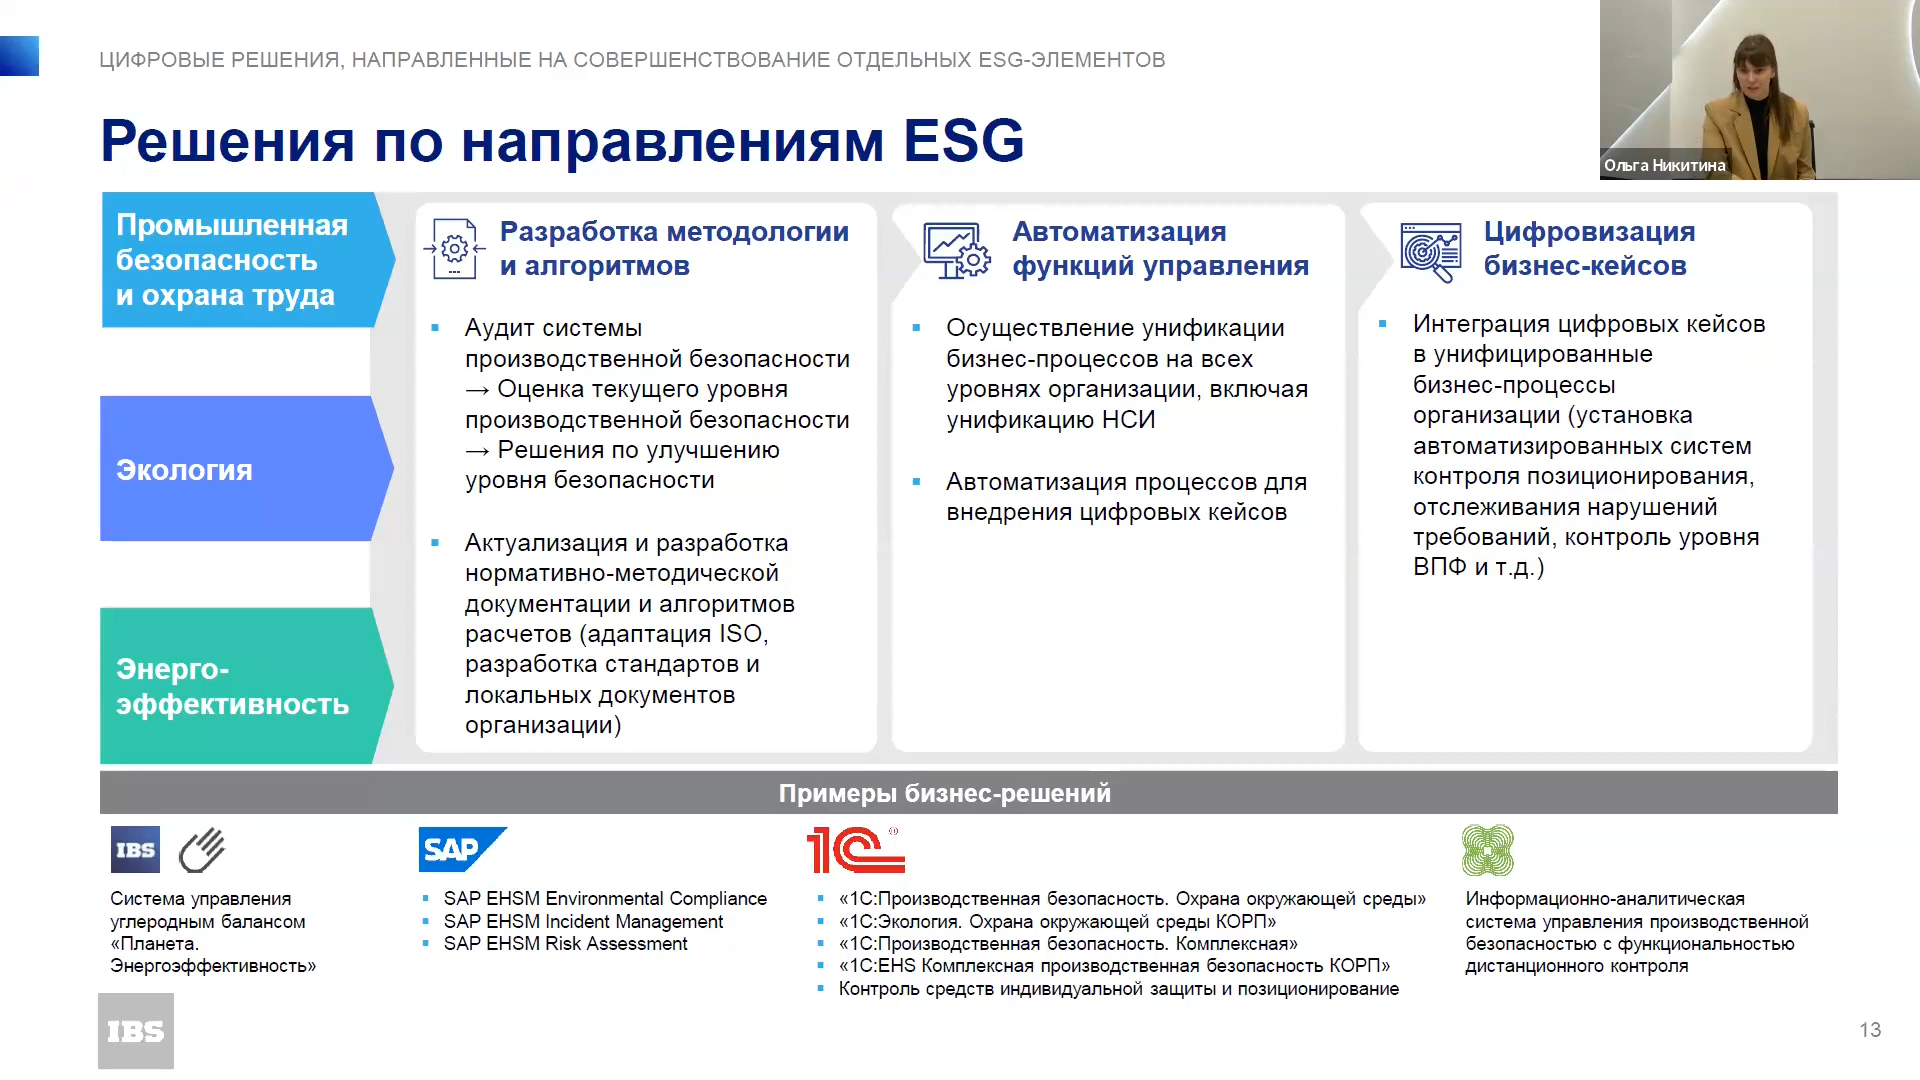 ЦИФРОВЫЕ РЕШЕНИЯ, НАПРАВЛЕННЫЕ НА СОВЕРШЕНСТВОВАНИЕ ОТДЕЛЬНЫХ ESG-ЭЛЕМЕНТОВ
Решения по направлениям ESG
Ольга Никитина
Промышленная
безопасность
и охрана труда
Экология
Энерго-
эффективность
Разработка методологии
и алгоритмов
Аудит системы
производственной безопасности
→ Оценка текущего уровня
производственной безопасности
→ Решения по улучшению
уровня безопасности
Актуализация и разработка
нормативно-методической
документации и алгоритмов
расчетов (адаптация ISO,
разработка стандартов и
локальных документов
организации)
Автоматизация
функций управления
Осуществление унификации
бизнес-процессов на всех
уровнях организации, включая
унификацию НСИ
Автоматизация процессов для
внедрения цифровых кейсов
Цифровизация
бизнес-кейсов
Интеграция цифровых кейсов
в унифицированные
бизнес-процессы
организации (установка
автоматизированных систем
контроля позиционирования,
отслеживания нарушений
требований, контроль уровня
ВПФ и т.д.)
Примеры бизнес-решений
IBS
Система управления
углеродным балансом
«Планета.
Энергоэффективность»
SAP
SAP EHSM Environmental Compliance
SAP EHSM Incident Management
SAP EHSM Risk Assessment
1С®
«1С:Производственная безопасность. Охрана окружающей среды»
«1С:Экология. Охрана окружающей среды КОРП»
«1С:Производственная безопасность. Комплексная»
«1С:EHS Комплексная производственная безопасность КОРП»
Контроль средств индивидуальной защиты и позиционирование
Информационно-аналитическая
система управления производственной
безопасностью с функциональностью
дистанционного контроля
IBS
13